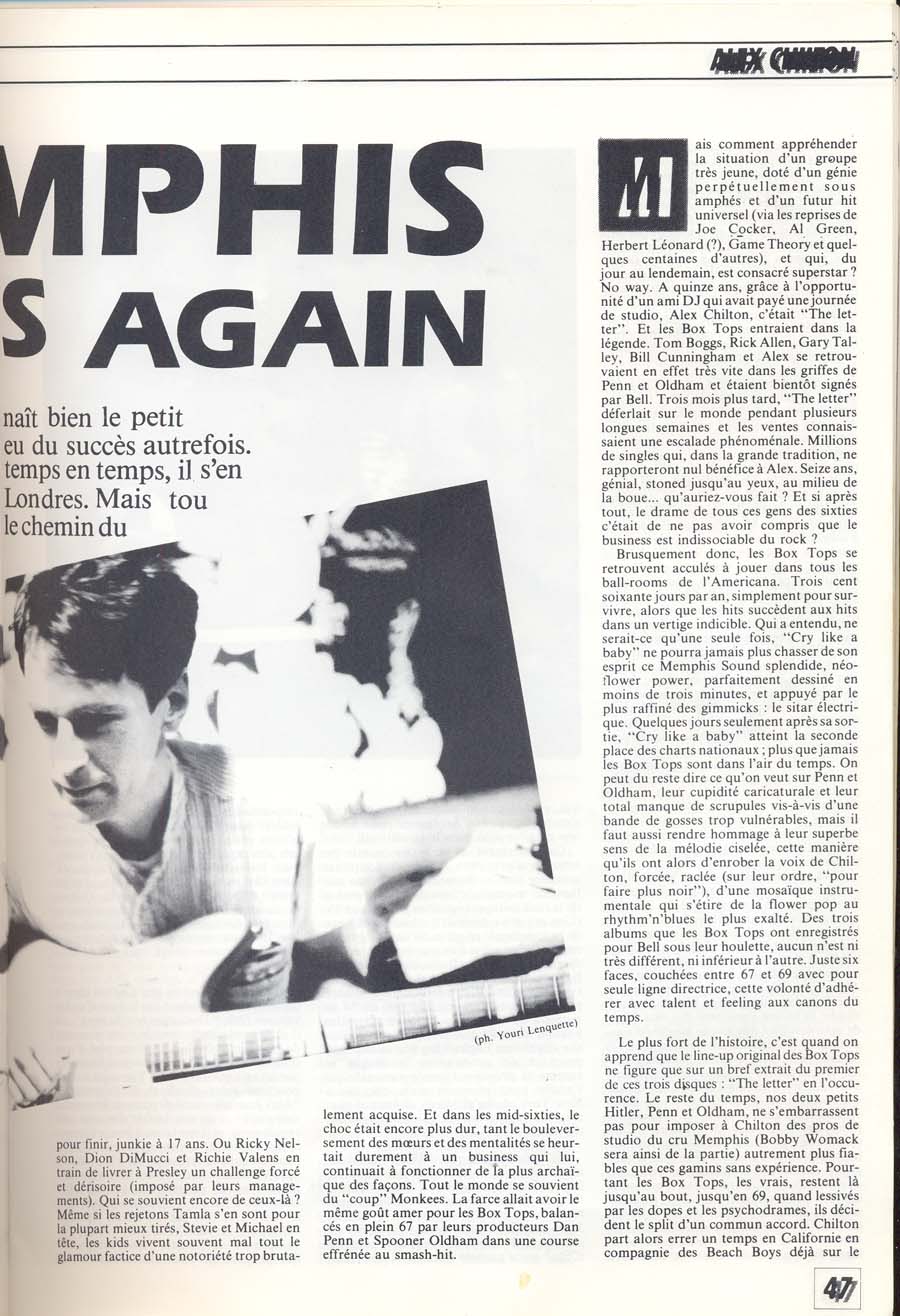 ALEX CHILTON
MPHIS
S AGAIN
naît bien le petit
eu du succès autrefois.
temps en temps, il s’en
Londres. Mais tou
le chemin du
(ph. Youri Lenquette)
pour finir, junkie à 17 ans. Ou Ricky Nel-
son, Dion DiMucci et Richie Valens en
train de livrer à Presley un challenge forcé
et dérisoire (imposé par leurs manage-
ments). Qui se souvient encore de ceux-là ?
Même si les rejetons Tamla s’en sont pour
la plupart mieux tirés, Stevie et Michael en
tête, les kids vivent souvent mal tout le
glamour factice d’une notoriété trop bruta-
lement acquise. Et dans les mid-sixties, le
choc était encore plus dur, tant le boulever-
sement des mœurs et des mentalités se heur-
tait durement à un business qui lui,
continuait à fonctionner de la plus archaï-
que des façons. Tout le monde se souvient
du “coup” Monkees. La farce allait avoir le
même goût amer pour les Box Tops, balan-
cés en plein 67 par leurs producteurs Dan
Penn et Spooner Oldham dans une course
effrénée au smash-hit.
Mais comment appréhender
la situation d’un groupe
très jeune, doté d’un génie
perpétuellement sous
amphés et d’un futur hit
universel (via les reprises de
Joe Cocker, Al Green,
Herbert Léonard (?), Game Theory et quel-
ques centaines d’autres), et qui, du
jour au lendemain, est consacré superstar ?
No way. A quinze ans, grâce à l’opportu-
nité d’un ami DJ qui avait payé une journée
de studio, Alex Chilton, c’était “The let-
ter”. Et les Box Tops entraient dans la
légende. Tom Boggs, Rick Allen, Gary Tal-
ley, Bill Cunningham et Alex se retrou-
vaient en effet très vite dans les griffes de
Penn et Oldham et étaient bientôt signés
par Bell. Trois mois plus tard, “The letter”
déferlait sur le monde pendant plusieurs
longues semaines et les ventes connais-
saient une escalade phénoménale. Millions
de singles qui, dans la grande tradition, ne
rapporteront nul bénéfice à Alex. Seize ans,
génial, stoned jusqu’au yeux, au milieu de
la boue... qu’auriez-vous fait ? Et si après
tout, le drame de tous ces gens des sixties
c’était de ne pas avoir compris que le
business est indissociable du rock ?
Brusquement donc, les Box Tops se
retrouvent acculés à jouer dans tous les
ball-rooms de l’Americana. Trois cent
soixante jours par an, simplement pour sur-
vivre, alors que les hits succèdent aux hits
dans un vertige indicible. Qui a entendu, ne
serait-ce qu’une seule fois, “Cry like a
baby” ne pourra jamais plus chasser de son
esprit ce Memphis Sound splendide, néo-
flower power, parfaitement dessiné en
moins de trois minutes, et appuyé par le
plus raffiné des gimmicks : le sitar électri-
que. Quelques jours seulement après sa sor-
tie, “Cry like a baby” atteint la seconde
place des charts nationaux ; plus que jamais
les Box Tops sont dans l’air du temps. On
peut du reste dire ce qu’on veut sur Penn et
Oldham, leur cupidité caricaturale et leur
total manque de scrupules vis-à-vis d’une
bande de gosses trop vulnérables, mais il
faut aussi rendre hommage à leur superbe
sens de la mélodie ciselée, cette manière
qu’ils ont alors d’enrober la voix de Chil-
ton, forcée, raclée (sur leur ordre, “pour
faire plus noir”), d’une mosaïque instru-
mentale qui s’étire de la flower pop au
rhythm’n’blues le plus exalté. Des trois
albums que les Box Tops ont enregistrés
pour Bell sous leur houlette, aucun n’est ni
très différent, ni inférieur à l’autre. Juste six
faces, couchées entre 67 et 69 avec pour
seule ligne directrice, cette volonté d’adhé-
rer avec talent et feeling aux canons du
temps.
Le plus fort de l’histoire, c’est quand on
apprend que le line-up original des Box Tops
ne figure que sur un bref extrait du premier
de ces trois disques : “The letter” en l’occu-
rence. Le reste du temps, nos deux petits
Hitler, Penn et Oldham, ne s’embarrassent
pas pour imposer à Chilton des pros de
studio du cru Memphis (Bobby Womack
sera ainsi de la partie) autrement plus fia-
bles que ces gamins sans expérience. Pour-
tant les Box Tops, les vrais, restent là
jusqu’au bout, jusqu’en 69, quand lessivés
par les dopes et les psychodrames, ils déci-
dent le split d’un commun accord. Chilton
part alors errer un temps en Californie en
compagnie des Beach Boys déjà sur le
47